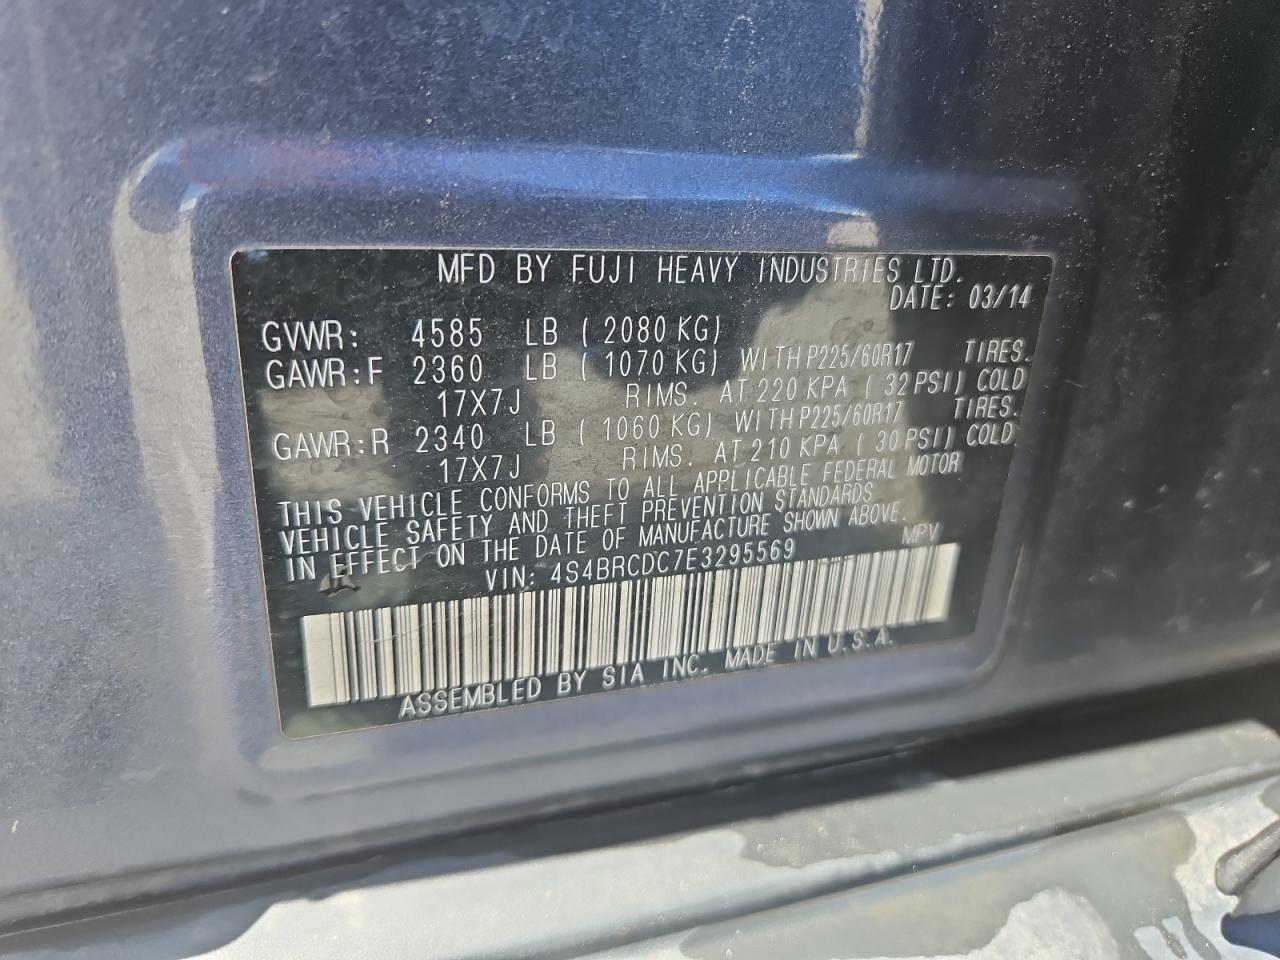 MFD BY FUJI HEAVY INDUSTRIES LTD.
DATE: 03/14
GVWR: 4585 LB ( 2080 KG)
GAWR:F 2360 LB ( 1070 KG) WITH P225/60R17 TIRES.
17X7J RIMS. AT 220 KPA ( 32 PSI) COLD
GAWR:R 2340 LB ( 1060 KG) WITH P225/60R17 TIRES.
17X7J RIMS. AT 210 KPA ( 30 PSI) COLD
THIS VEHICLE CONFORMS TO ALL APPLICABLE FEDERAL MOTOR
VEHICLE SAFETY AND THEFT PREVENTION STANDARDS
IN EFFECT ON THE DATE OF MANUFACTURE SHOWN ABOVE.
VIN: 4S4BRCDC7E3295569 MPV
ASSEMBLED BY SIA INC. MADE IN U.S.A.